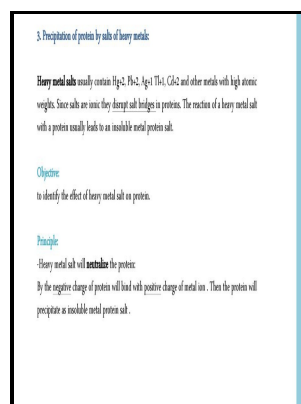 3. Precipitation of protein by salts of heavy metals:
Heavy metal salts usually contain Hg+2, Pb+2, Ag+1 Tl+1, Cd+2 and other metals with high atomic
weights. Since salts are ionic they disrupt salt bridges in proteins. The reaction of a heavy metal salt
with a protein usually leads to an insoluble metal protein salt.
Objective:
to identify the effect of heavy metal salt on protein.
Principle:
-Heavy metal salt will neutralize the protein:
By the negative charge of protein will bind with positive charge of metal ion . Then the protein will
precipitate as insoluble metal protein salt .